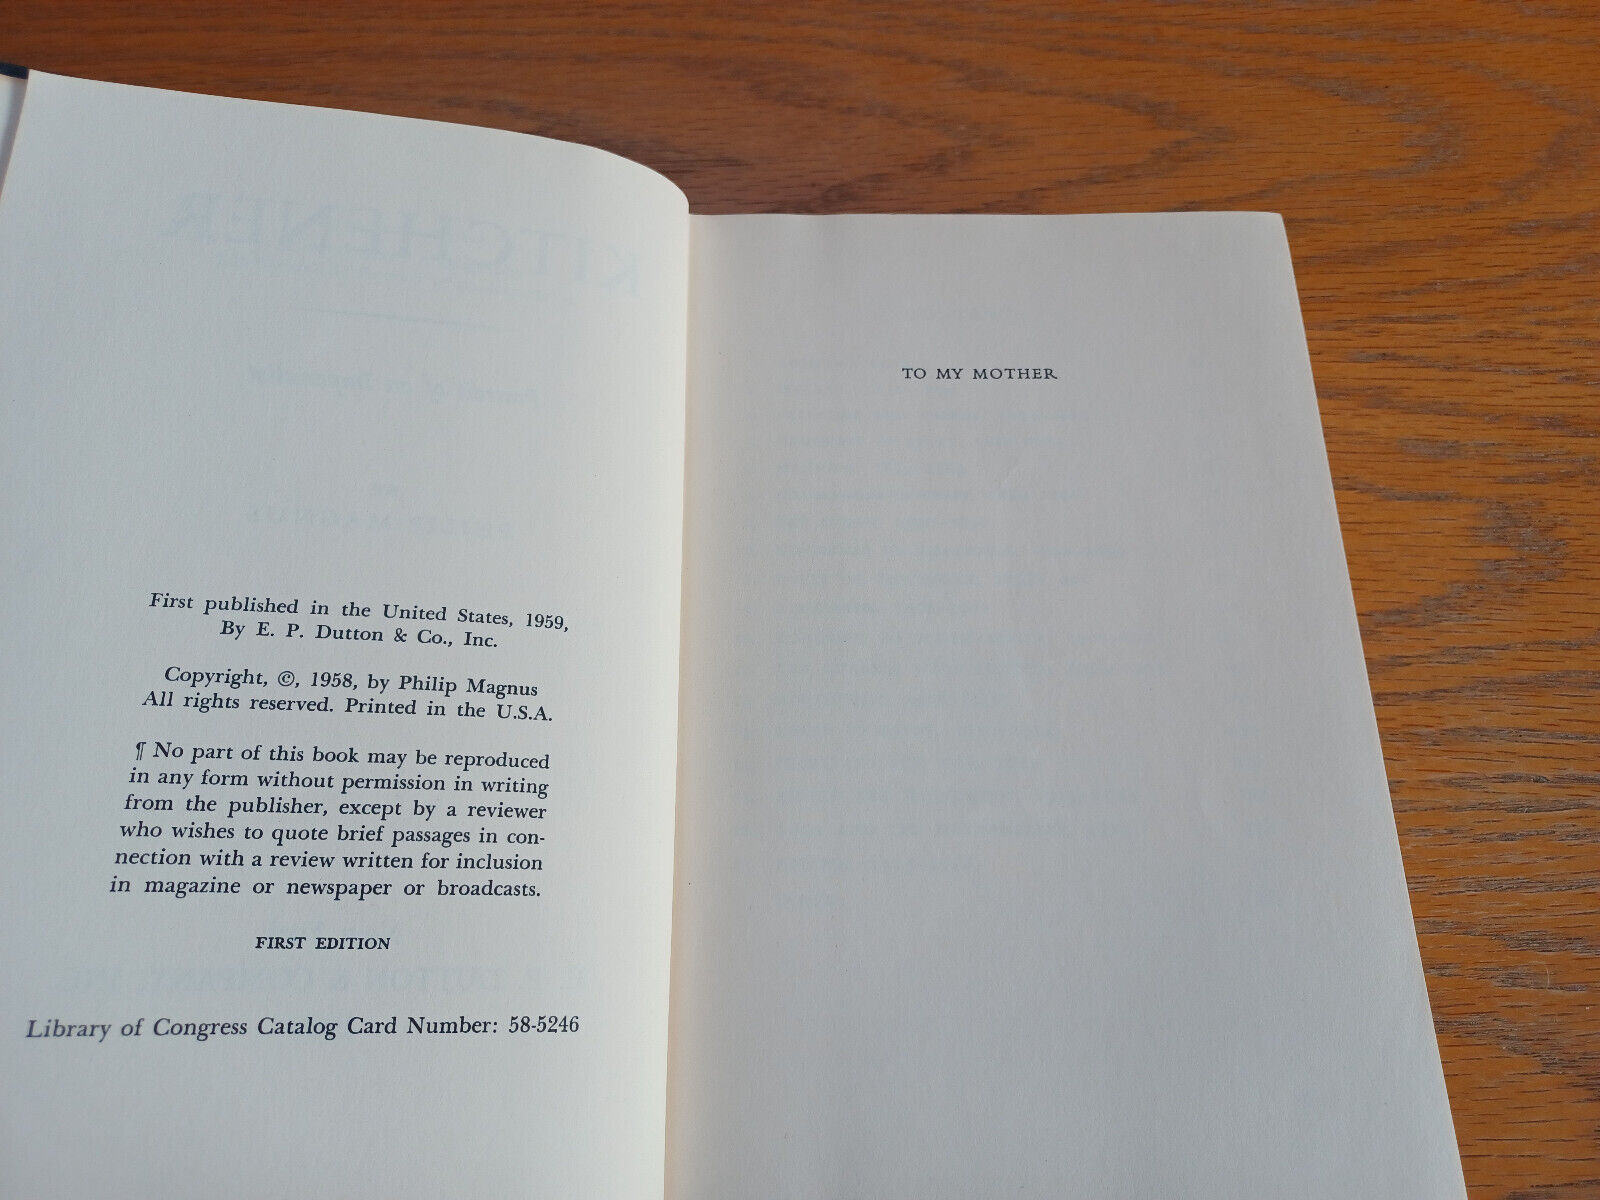 First published in the United States, 1959,
By E. P. Dutton & Co., Inc.
Copyright, ©, 1958, by Philip Magnus
All rights reserved. Printed in the U.S.A.
¶ No part of this book may be reproduced
in any form without permission in writing
from the publisher, except by a reviewer
who wishes to quote brief passages in con-
nection with a review written for inclusion
in magazine or newspaper or broadcasts.
FIRST EDITION
Library of Congress Catalog Card Number: 58-5246
TO MY MOTHER
KITCHENER